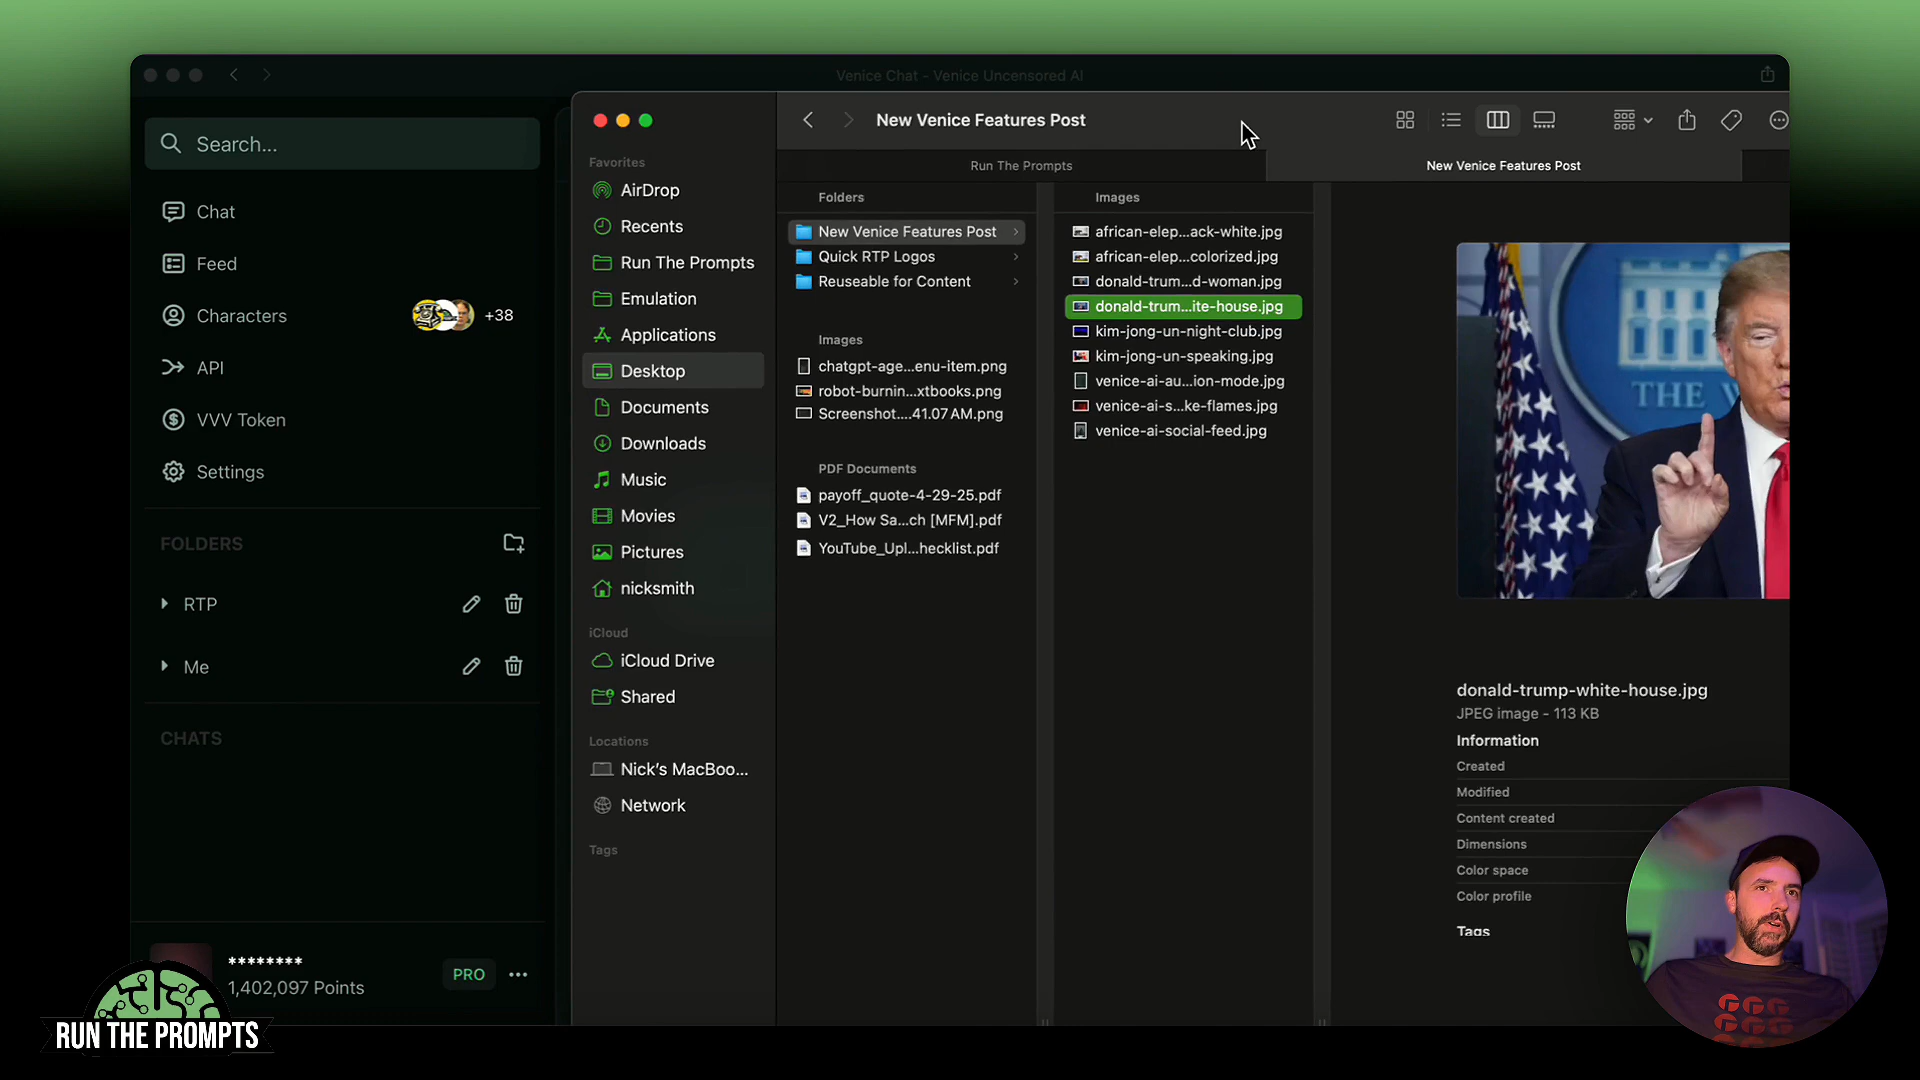 Venice Chat - Venice Uncensored AI
Search...
Chat
Feed
Characters
+38
API
VVV Token
Settings
FOLDERS
RTP
Me
CHATS
********
1,402,097 Points
PRO
RUN THE PROMPTS
New Venice Features Post
Run The Prompts
New Venice Features Post
Favorites
AirDrop
Recents
Run The Prompts
Emulation
Applications
Desktop
Documents
Downloads
Music
Movies
Pictures
nicksmith
iCloud
iCloud Drive
Shared
Locations
Nick's MacBoo...
Network
Tags
Folders
New Venice Features Post
Quick RTP Logos
Reuseable for Content
Images
chatgpt-age...enu-item.png
robot-burnin...xtbooks.png
Screenshot....41.07 AM.png
PDF Documents
payoff_quote-4-29-25.pdf
V2_How Sa...ch [MFM].pdf
YouTube_Upl...hecklist.pdf
Images
african-elep...ack-white.jpg
african-elep...colorized.jpg
donald-trum...d-woman.jpg
donald-trum...ite-house.jpg
kim-jong-un-night-club.jpg
kim-jong-un-speaking.jpg
venice-ai-au...ion-mode.jpg
venice-ai-s...ke-flames.jpg
venice-ai-social-feed.jpg
THE W
donald-trump-white-house.jpg
JPEG image - 113 KB
Information
Created
Modified
Content created
Dimensions
Color space
Color profile
Tags